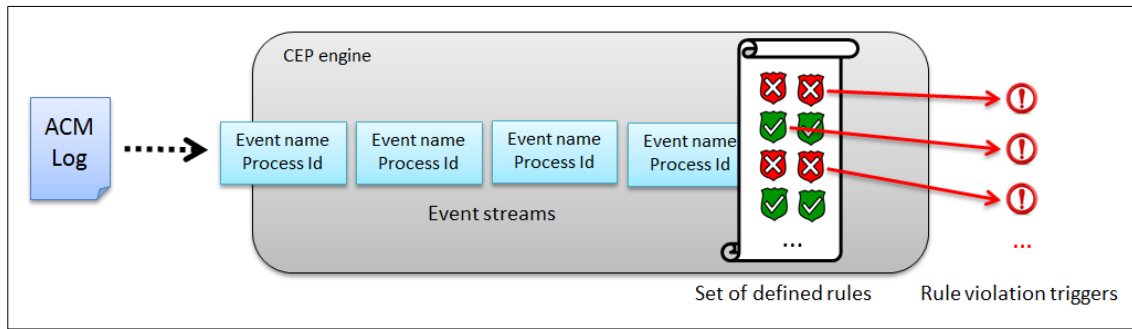 CEP engine
ACM
Log
Event name
Process Id
Event name
Process Id
Event name
Process Id
Event name
Process Id
Event streams
...
Set of defined rules
Rule violation triggers
...